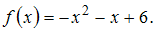 f(x) = −x² − x + 6.